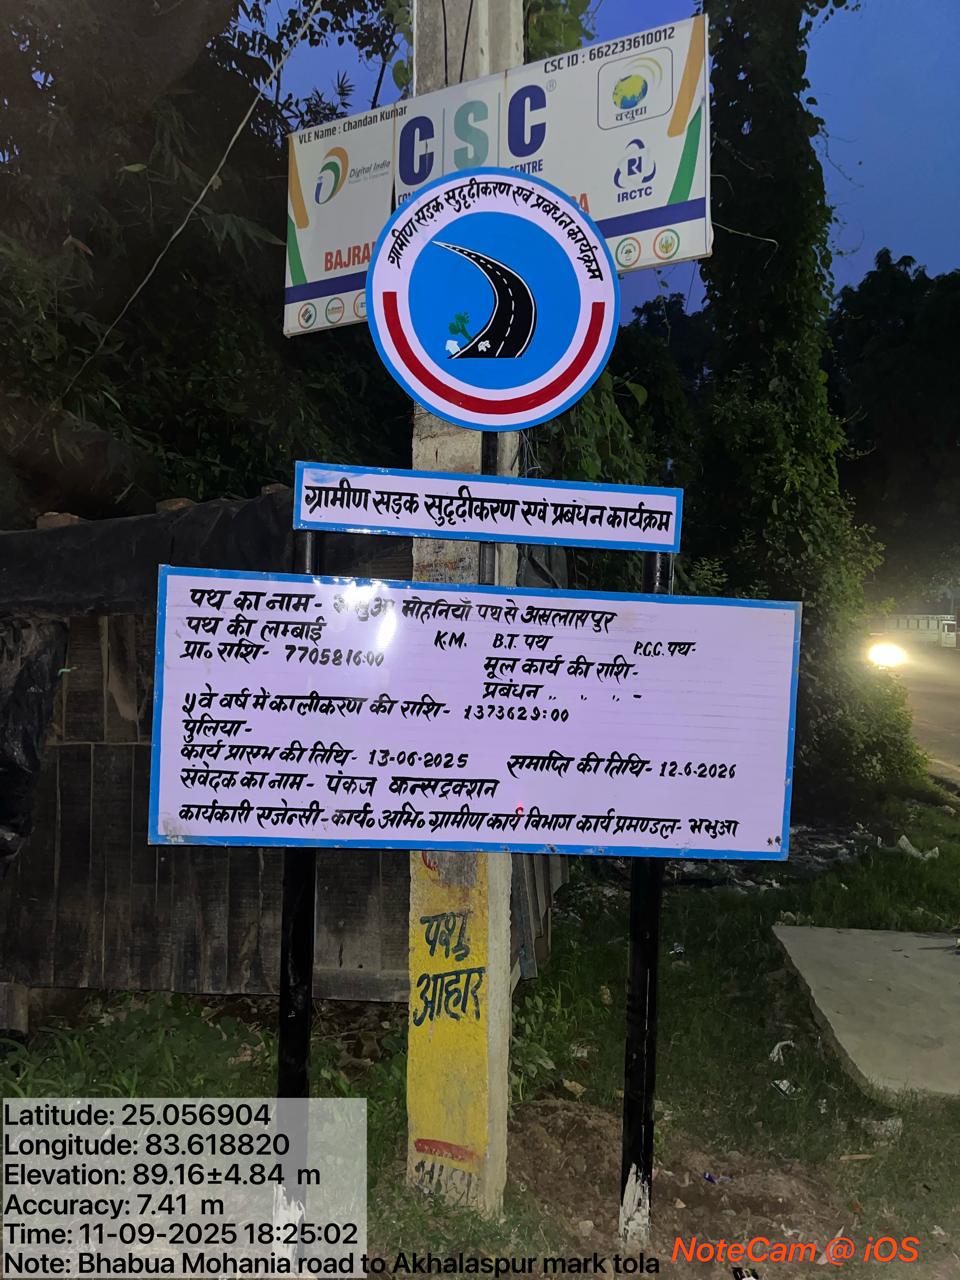 CSC ID : 662233610012
VLE Name : Chandan Kumar
CSC
Digital India
Power To Empower
वसुधा
IRCTC
BAJRA
ग्रामीण सड़क सुदृढ़ीकरण एवं प्रबंधन कार्यक्रम
ग्रामीण सड़क सुदृढ़ीकरण एवं प्रबंधन कार्यक्रम
पथ का नाम - भभुआ मोहनियाँ पथ से अखलासपुर
पथ की लम्बाई K.M. B.T. पथ P.C.C. पथ-
प्रा० राशि- 7705816:00 मूल कार्य की राशि-
प्रबंधन ,, ,, ,, -
5 वे वर्ष में कालीकरण की राशि- 1373629:00
पुलिया-
कार्य प्रारम्भ की तिथि- 13-06-2025 समाप्ति की तिथि- 12.6.2026
संवेदक का नाम- पंकज कन्सट्रक्शन
कार्यकारी एजेन्सी-कार्य० अभि० ग्रामीण कार्य विभाग कार्य प्रमण्डल- भभुआ
पशु
आहार
Latitude: 25.056904
Longitude: 83.618820
Elevation: 89.16±4.84 m
Accuracy: 7.41 m
Time: 11-09-2025 18:25:02
Note: Bhabua Mohania road to Akhalaspur mark tola
NoteCam @ iOS